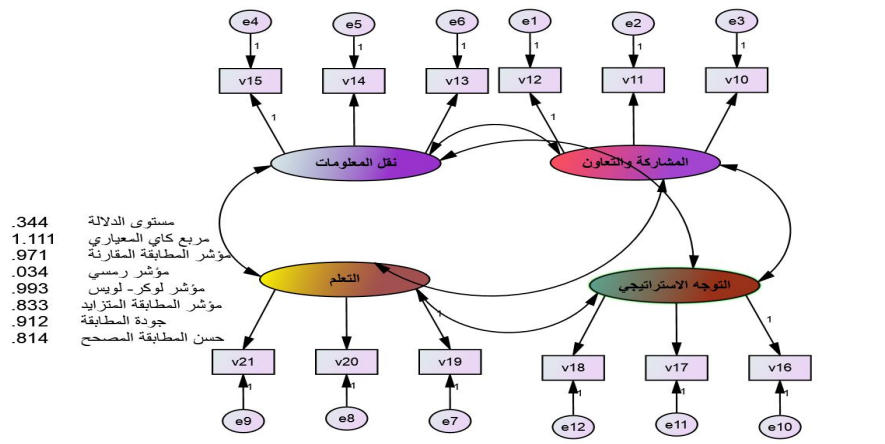 e4 e5 e6 e1 e2 e3
1 1 1 1 1 1
v15 v14 v13 v12 v11 v10
1 1
نقل المعلومات
المشاركة والتعاون
مستوى الدلالة .344
مربع كاي المعياري 1.111
مؤشر المطابقة المقارنة .971
مؤشر رمسي .034
مؤشر لوكر- لويس .993
مؤشر المطابقة المتزايد .833
جودة المطابقة .912
حسن المطابقة المصحح .814
التعلم
التوجه الاستراتيجي
1 1
v21 v20 v19 v18 v17 v16
1 1 1 1 1 1
e9 e8 e7 e12 e11 e10